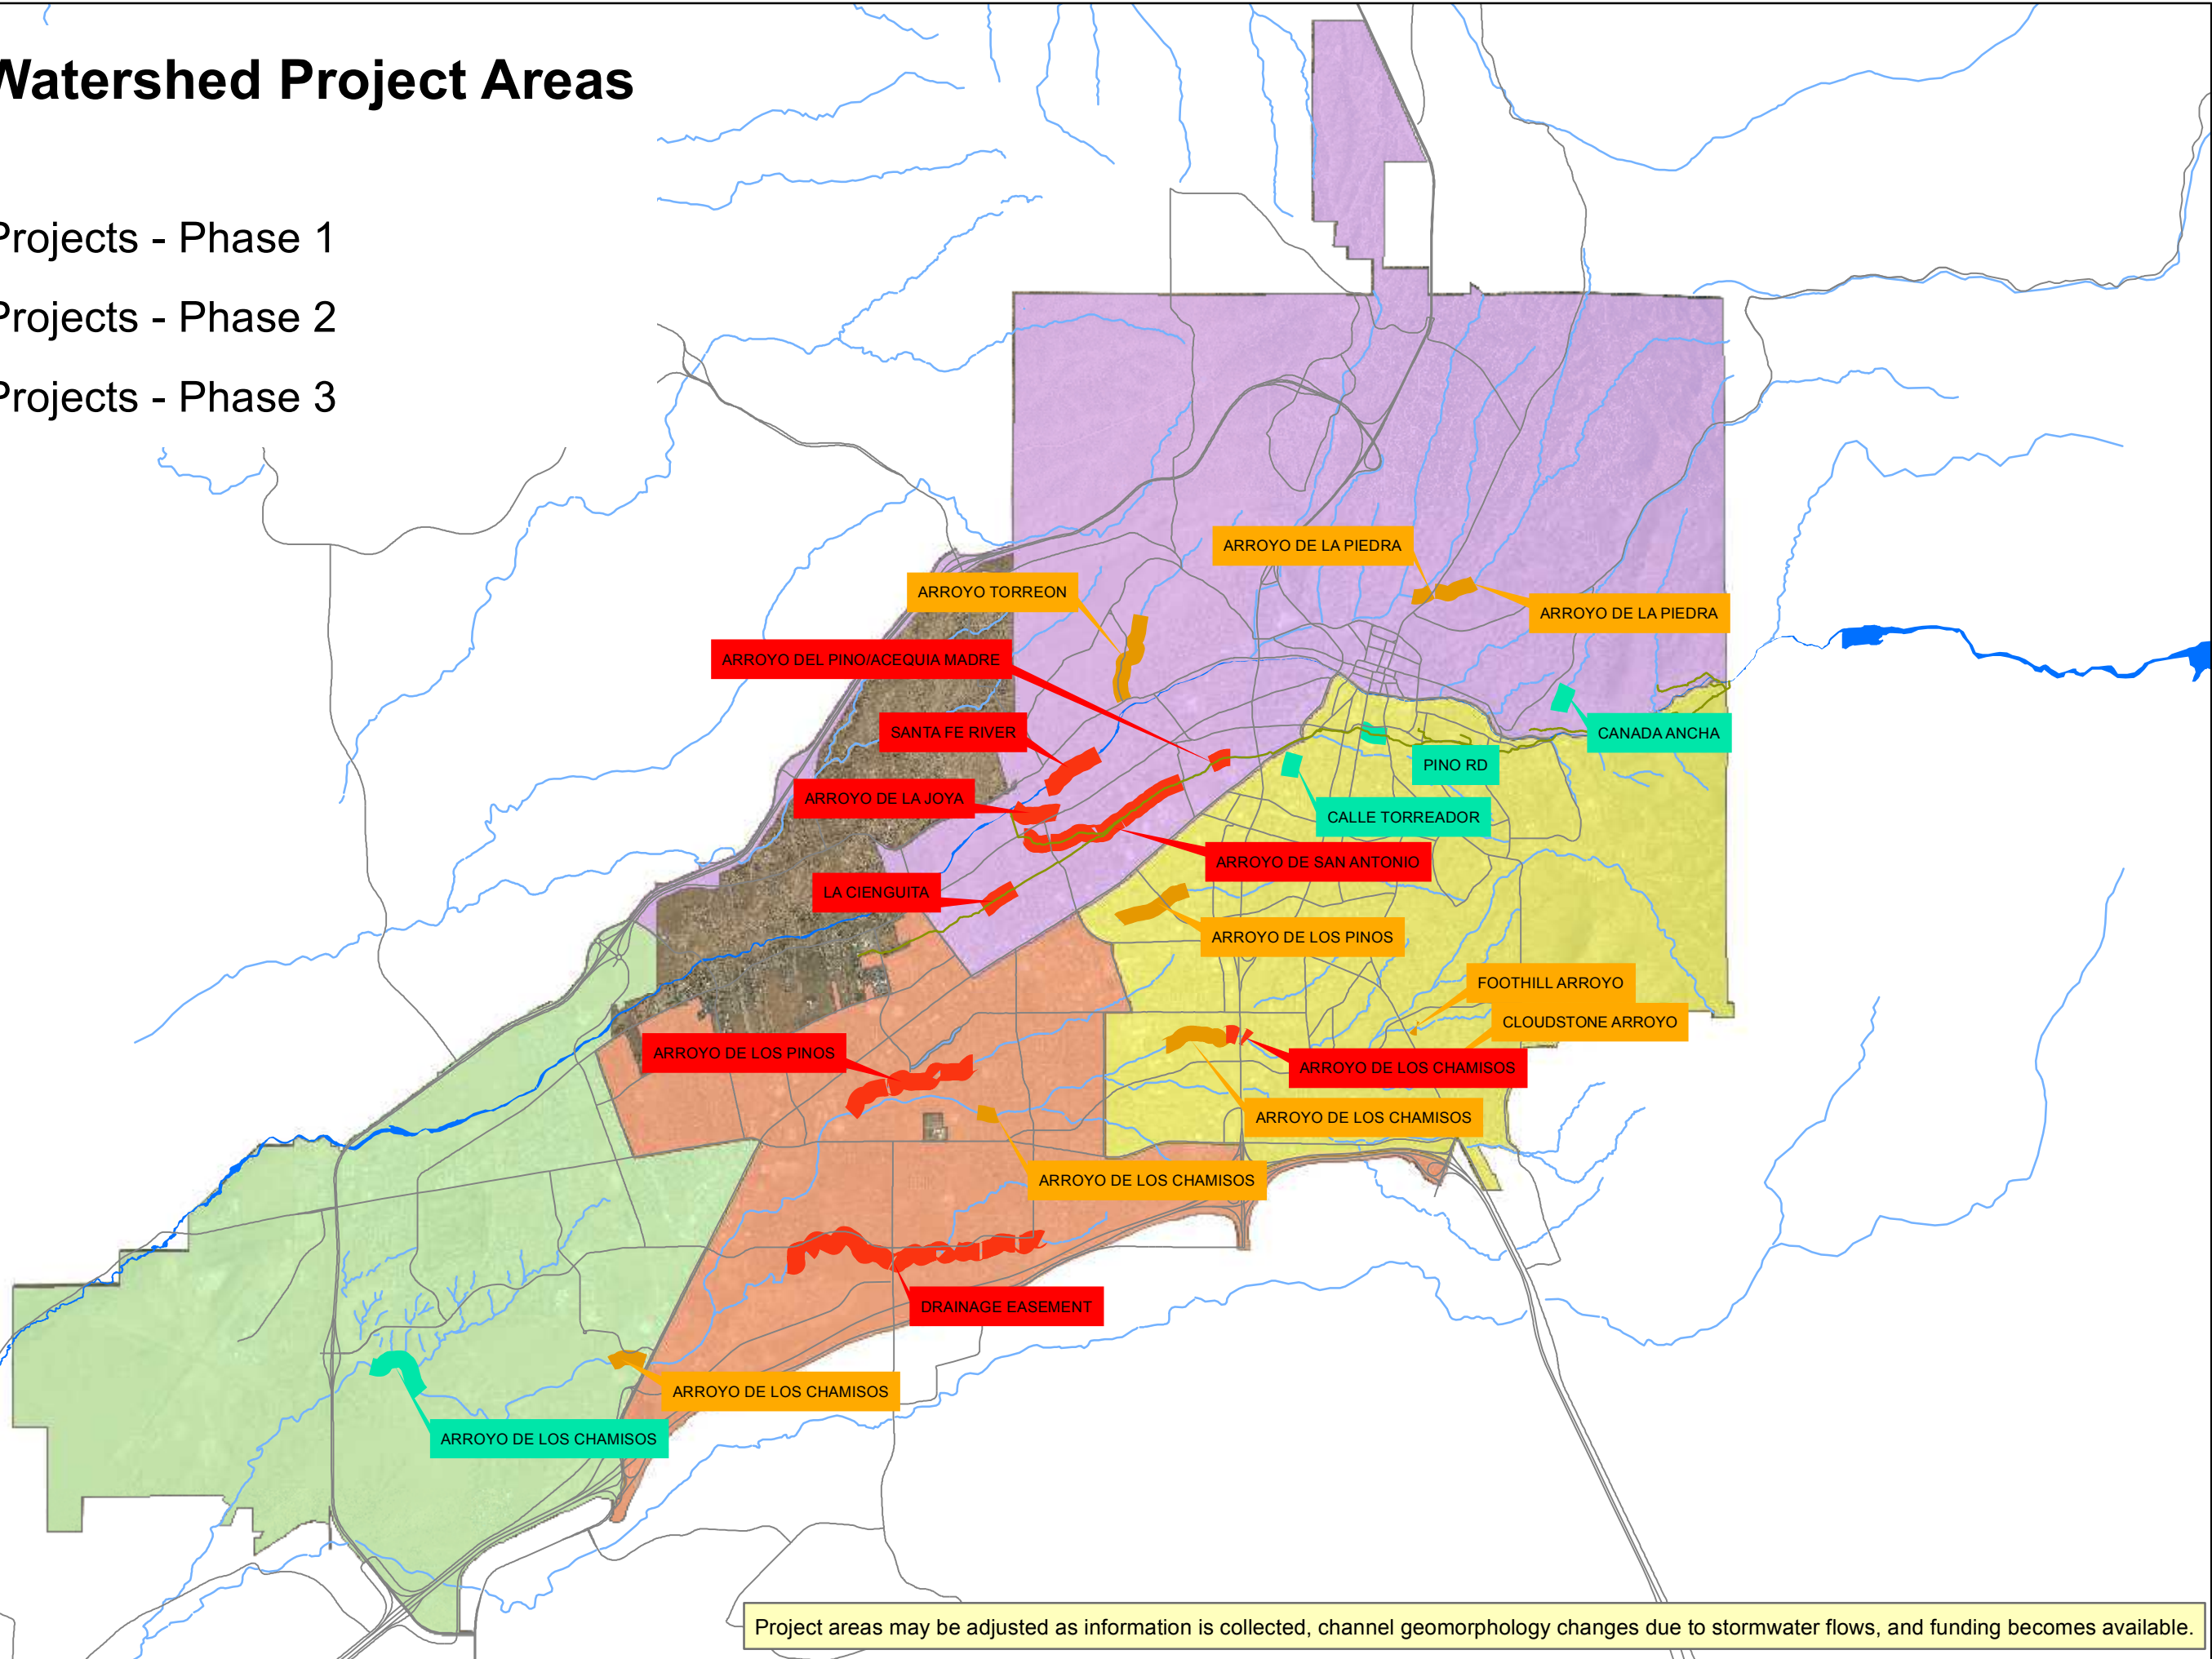 Watershed Project Areas
Projects - Phase 1
Projects - Phase 2
Projects - Phase 3
ARROYO DE LA PIEDRA
ARROYO TORREON
ARROYO DE LA PIEDRA
ARROYO DEL PINO/ACEQUIA MADRE
SANTA FE RIVER
CANADA ANCHA
PINO RD
ARROYO DE LA JOYA
CALLE TORREADOR
ARROYO DE SAN ANTONIO
LA CIENGUITA
ARROYO DE LOS PINOS
FOOTHILL ARROYO
CLOUDSTONE ARROYO
ARROYO DE LOS PINOS
ARROYO DE LOS CHAMISOS
ARROYO DE LOS CHAMISOS
ARROYO DE LOS CHAMISOS
DRAINAGE EASEMENT
ARROYO DE LOS CHAMISOS
ARROYO DE LOS CHAMISOS
Project areas may be adjusted as information is collected, channel geomorphology changes due to stormwater flows, and funding becomes available.